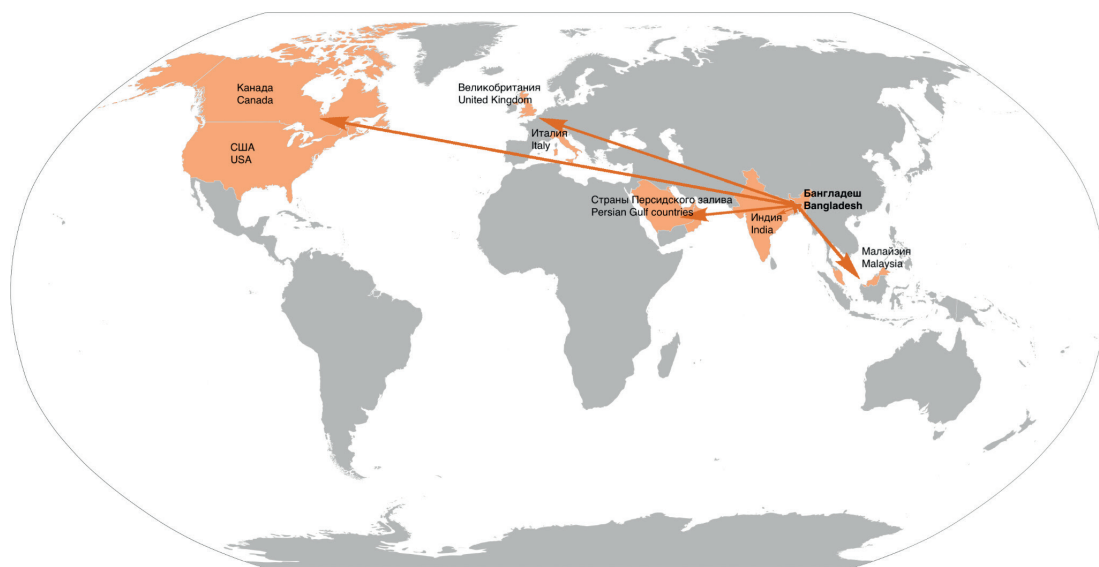 Канада
Canada
США
USA
Великобритания
United Kingdom
Италия
Italy
Страны Персидского залива
Persian Gulf countries
Бангладеш
Bangladesh
Индия
India
Малайзия
Malaysia